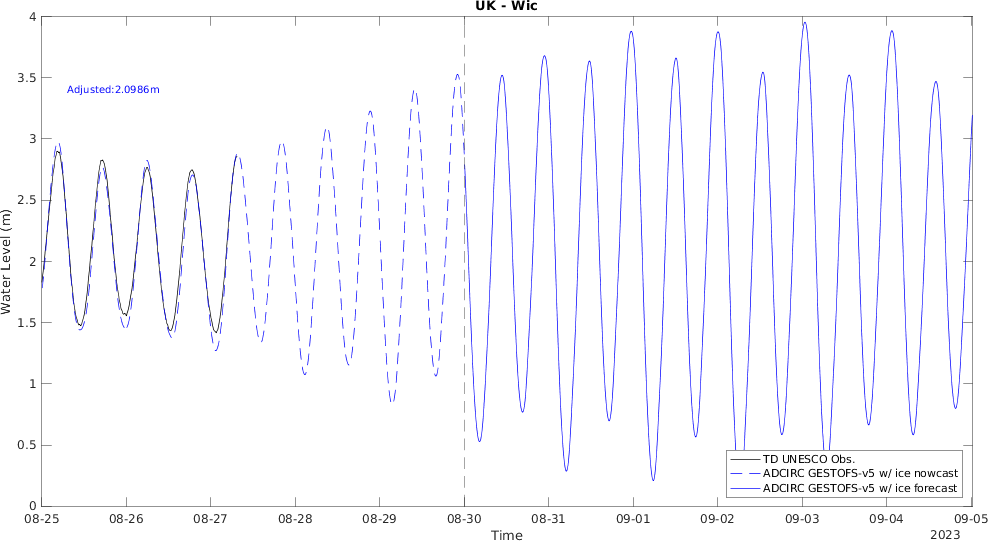 UK - Wic
4
3.5
3
2.5
2
1.5
1
0.5
0
Water Level (m)
Adjusted:2.0986m
TD UNESCO Obs.
ADCIRC GESTOFS-v5 w/ ice nowcast
ADCIRC GESTOFS-v5 w/ ice forecast
08-25 08-26 08-27 08-28 08-29 08-30 08-31 09-01 09-02 09-03 09-04 09-05
Time
2023